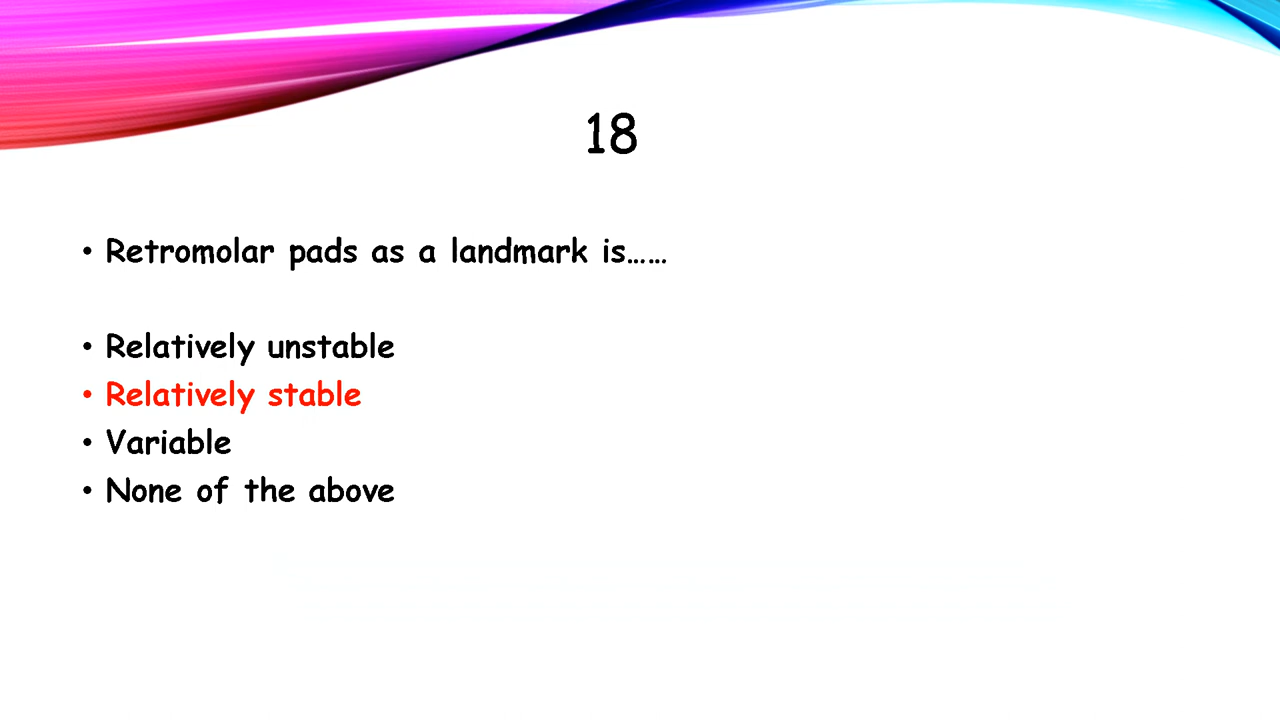 18
• Retromolar pads as a landmark is……
• Relatively unstable
• Relatively stable
• Variable
• None of the above